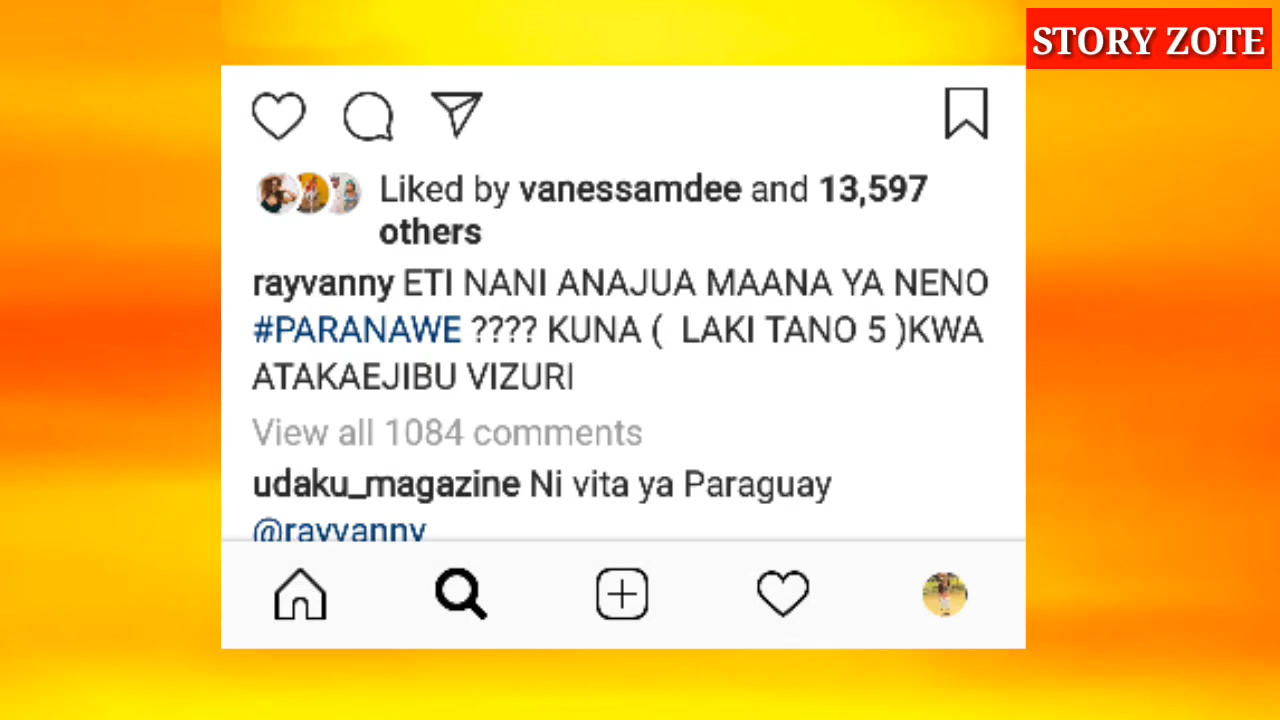 STORY ZOTE
Liked by vanessamdee and 13,597
others
rayvanny ETI NANI ANAJUA MAANA YA NENO
#PARANAWE ???? KUNA (  LAKI TANO 5 )KWA
ATAKAEJIBU VIZURI
View all 1084 comments
udaku_magazine Ni vita ya Paraguay
@rayvanny